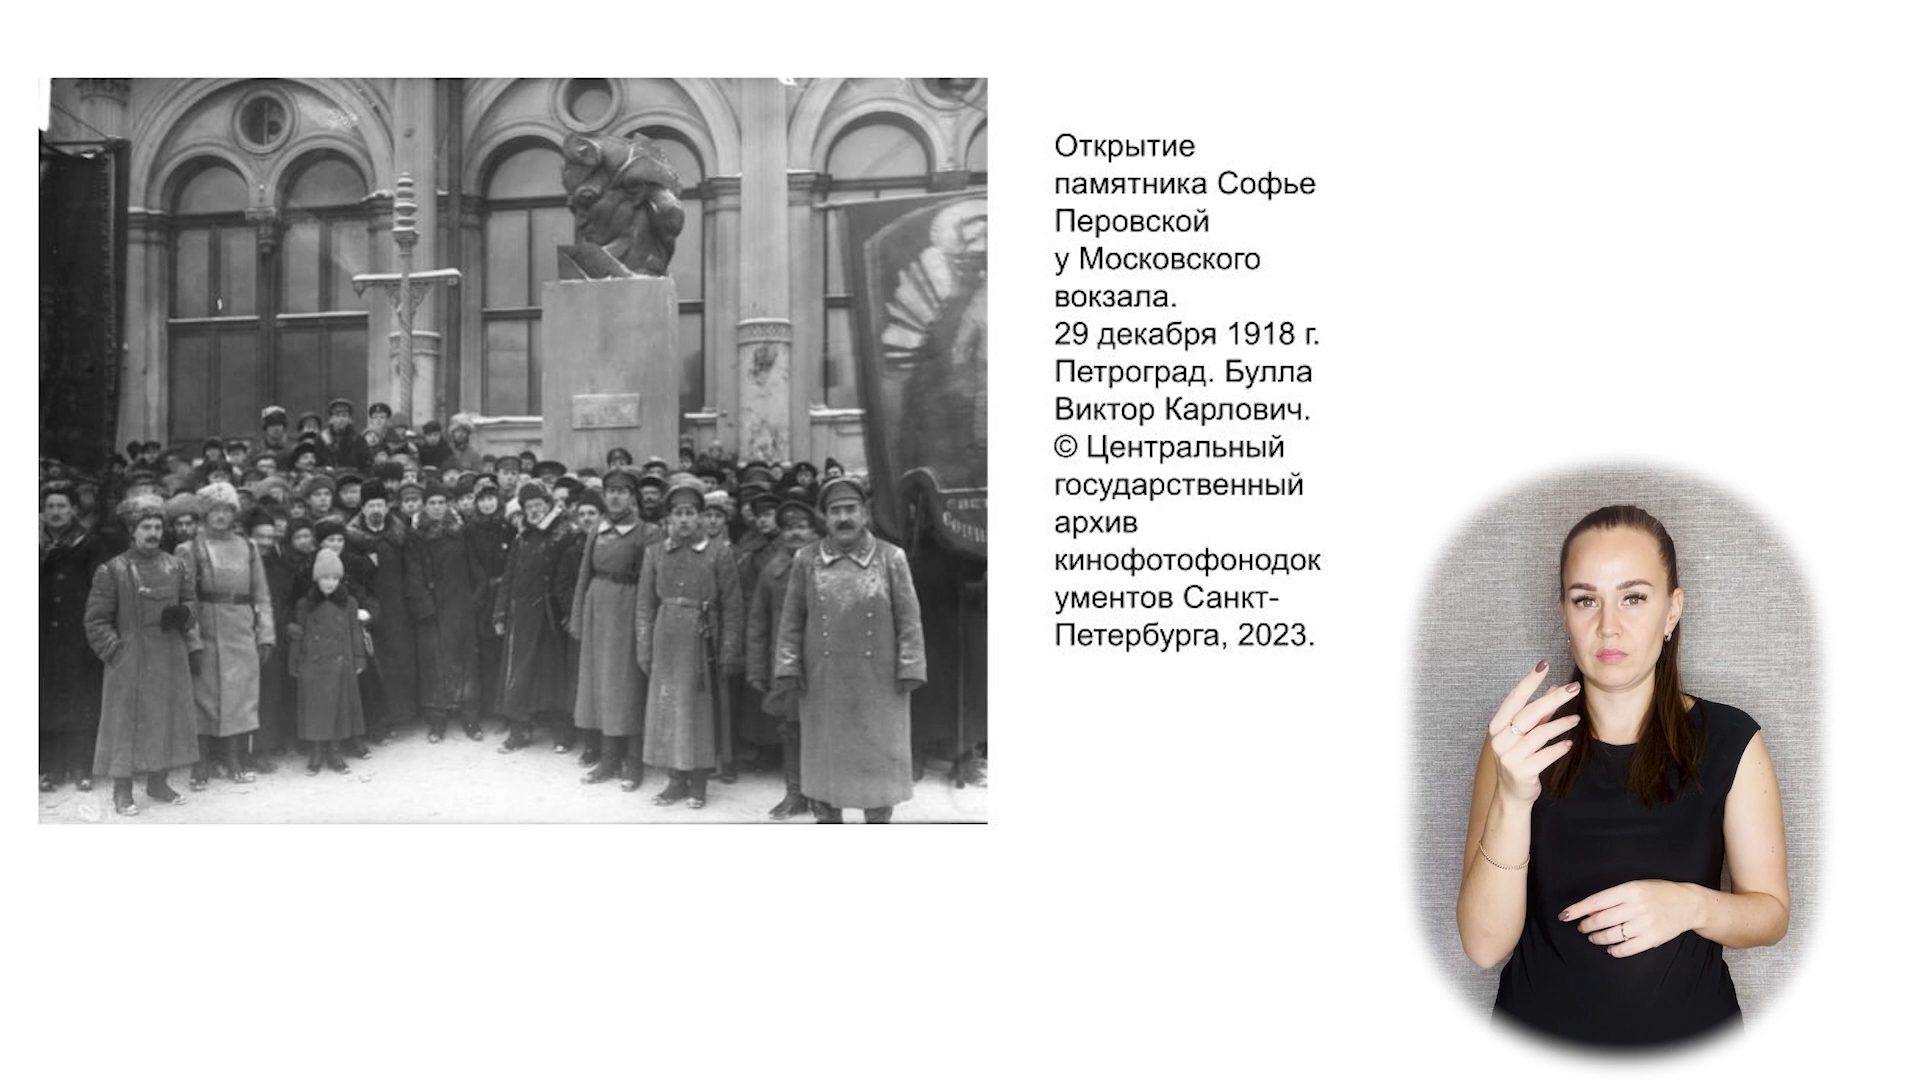 Открытие
памятника Софье
Перовской
у Московского
вокзала.
29 декабря 1918 г.
Петроград. Булла
Виктор Карлович.
© Центральный
государственный
архив
кинофотофонодок
ументов Санкт-
Петербурга, 2023.